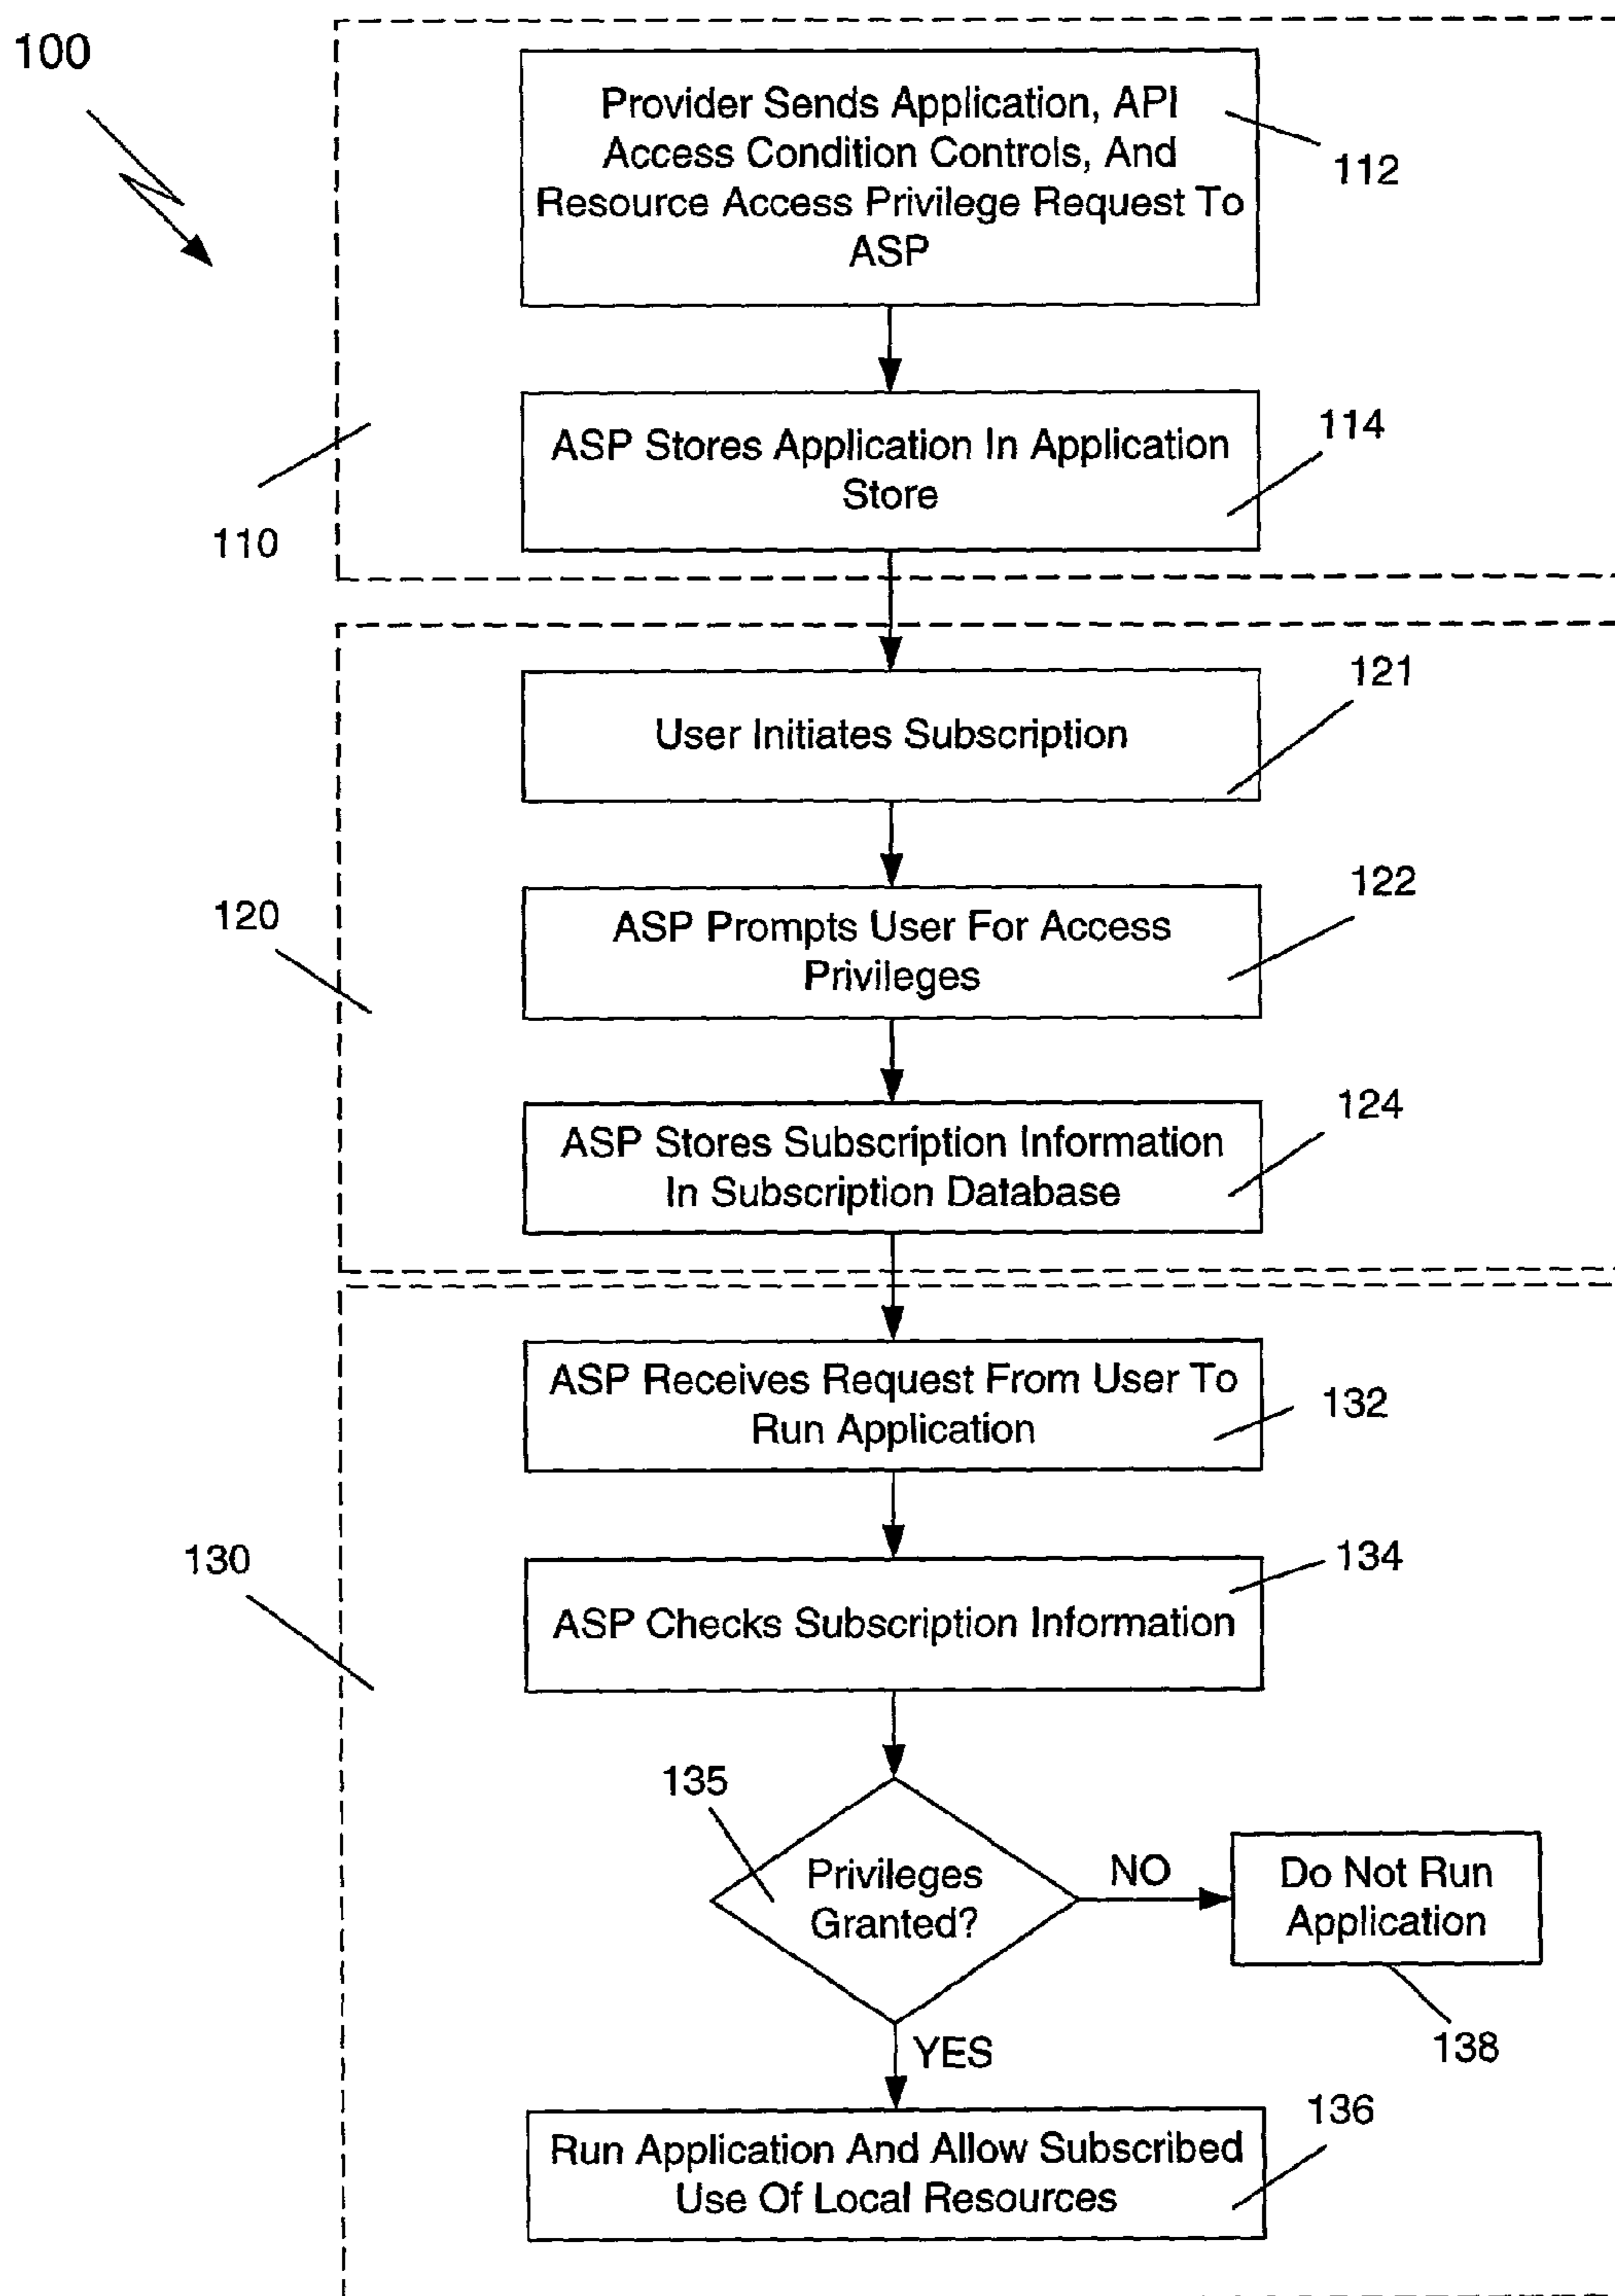 100
Provider Sends Application, API
Access Condition Controls, And
Resource Access Privilege Request To
ASP
112
ASP Stores Application In Application
Store
114
110
User Initiates Subscription
121
ASP Prompts User For Access
Privileges
122
120
ASP Stores Subscription Information
In Subscription Database
124
ASP Receives Request From User To
Run Application
132
ASP Checks Subscription Information
134
130
135
Privileges
Granted?
NO
Do Not Run
Application
138
YES
Run Application And Allow Subscribed
Use Of Local Resources
136